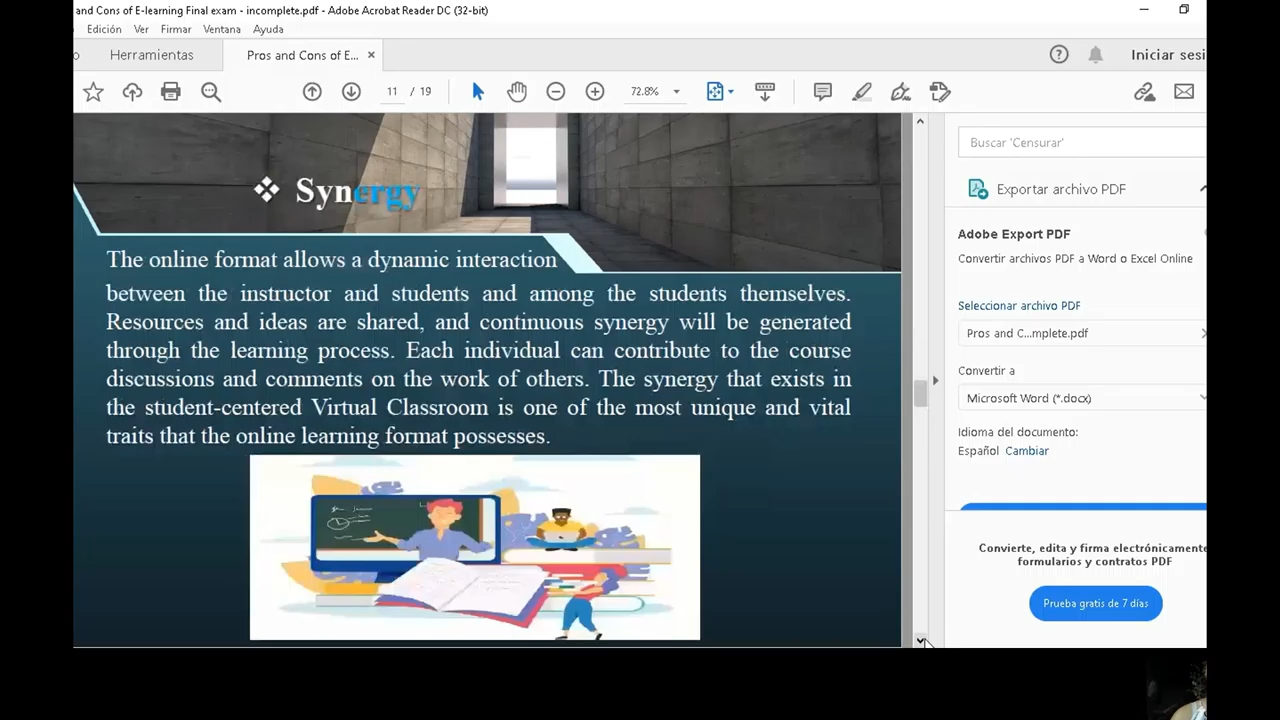 and Cons of E-learning Final exam - incomplete.pdf - Adobe Acrobat Reader DC (32-bit)
Edición Ver Firmar Ventana Ayuda
Herramientas
Pros and Cons of E... ×
Iniciar sesi
11 / 19
72.8%
Buscar 'Censurar'
Synergy
Exportar archivo PDF
Adobe Export PDF
Convertir archivos PDF a Word o Excel Online
The online format allows a dynamic interaction
between the instructor and students and among the students themselves.
Resources and ideas are shared, and continuous synergy will be generated
through the learning process. Each individual can contribute to the course
discussions and comments on the work of others. The synergy that exists in
the student-centered Virtual Classroom is one of the most unique and vital
traits that the online learning format possesses.
Seleccionar archivo PDF
Pros and C...mplete.pdf
Convertir a
Microsoft Word (*.docx)
Idioma del documento:
Español Cambiar
Convierte, edita y firma electrónicamente
formularios y contratos PDF
Prueba gratis de 7 días